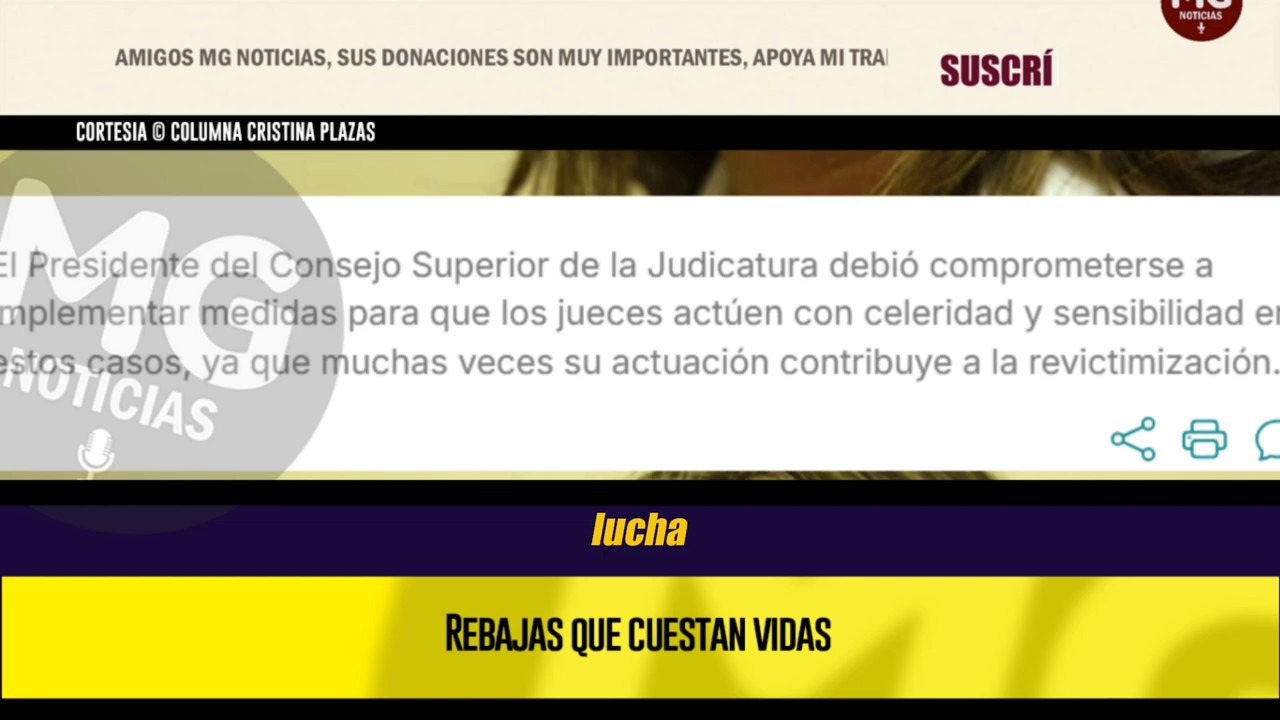 MG
NOTICIAS
AMIGOS MG NOTICIAS, SUS DONACIONES SON MUY IMPORTANTES, APOYA MI TRA
SUSCRÍ
CORTESIA © COLUMNA CRISTINA PLAZAS
El Presidente del Consejo Superior de la Judicatura debió comprometerse a
mplementar medidas para que los jueces actúen con celeridad y sensibilidad en
estos casos, ya que muchas veces su actuación contribuye a la revictimización.
MG
NOTICIAS
lucha
REBAJAS QUE CUESTAN VIDAS